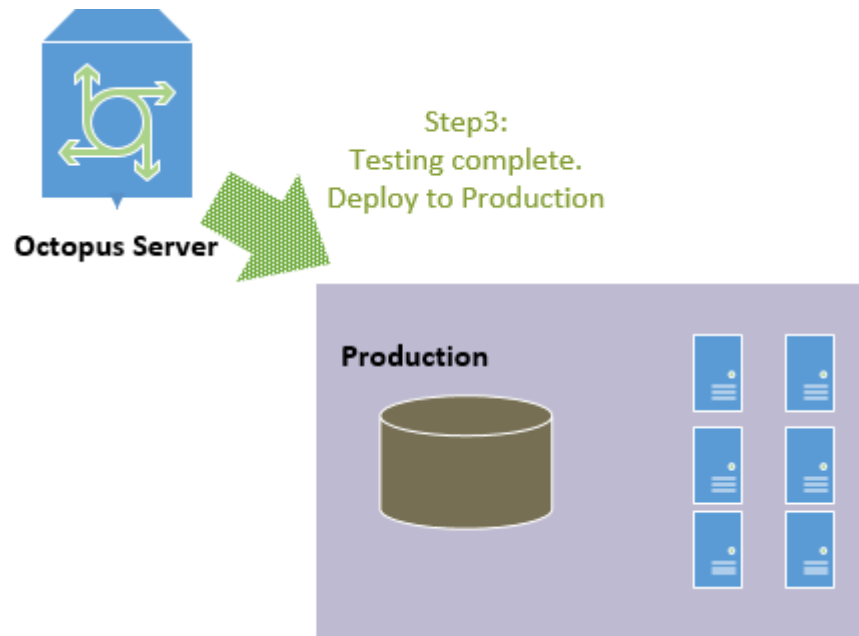 Step3:
Testing complete.
Deploy to Production
Octopus Server
Production